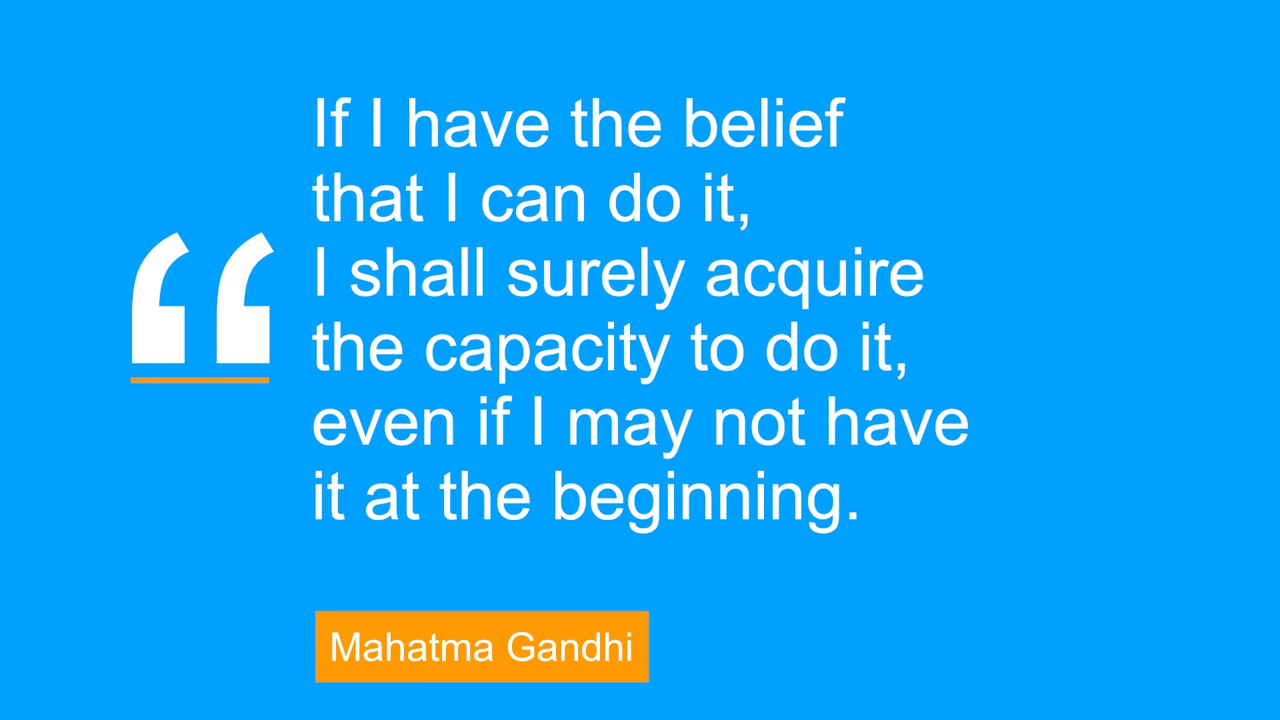 “
If I have the belief
that I can do it,
I shall surely acquire
the capacity to do it,
even if I may not have
it at the beginning.
Mahatma Gandhi